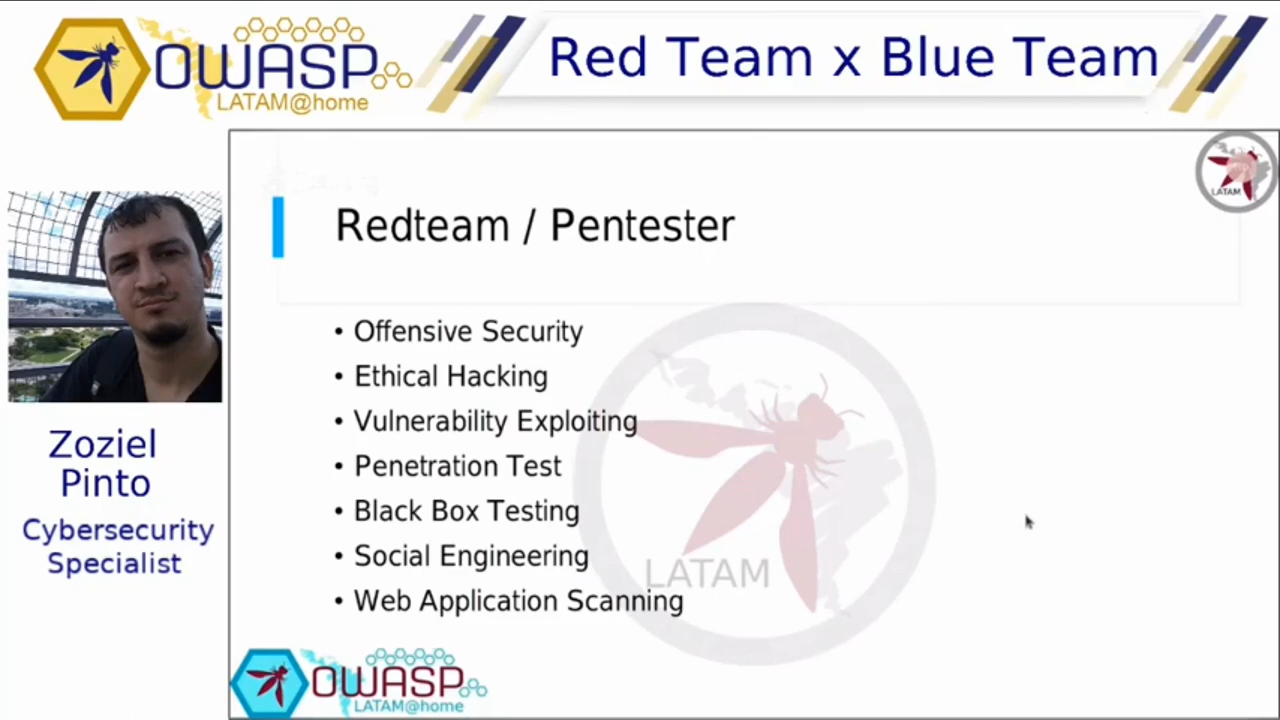 OWASP
LATAM@home
Red Team x Blue Team
LATAM
Redteam / Pentester
• Offensive Security
• Ethical Hacking
• Vulnerability Exploiting
• Penetration Test
• Black Box Testing
• Social Engineering
• Web Application Scanning
LATAM
Zoziel
Pinto
Cybersecurity
Specialist
OWASP
LATAM@home